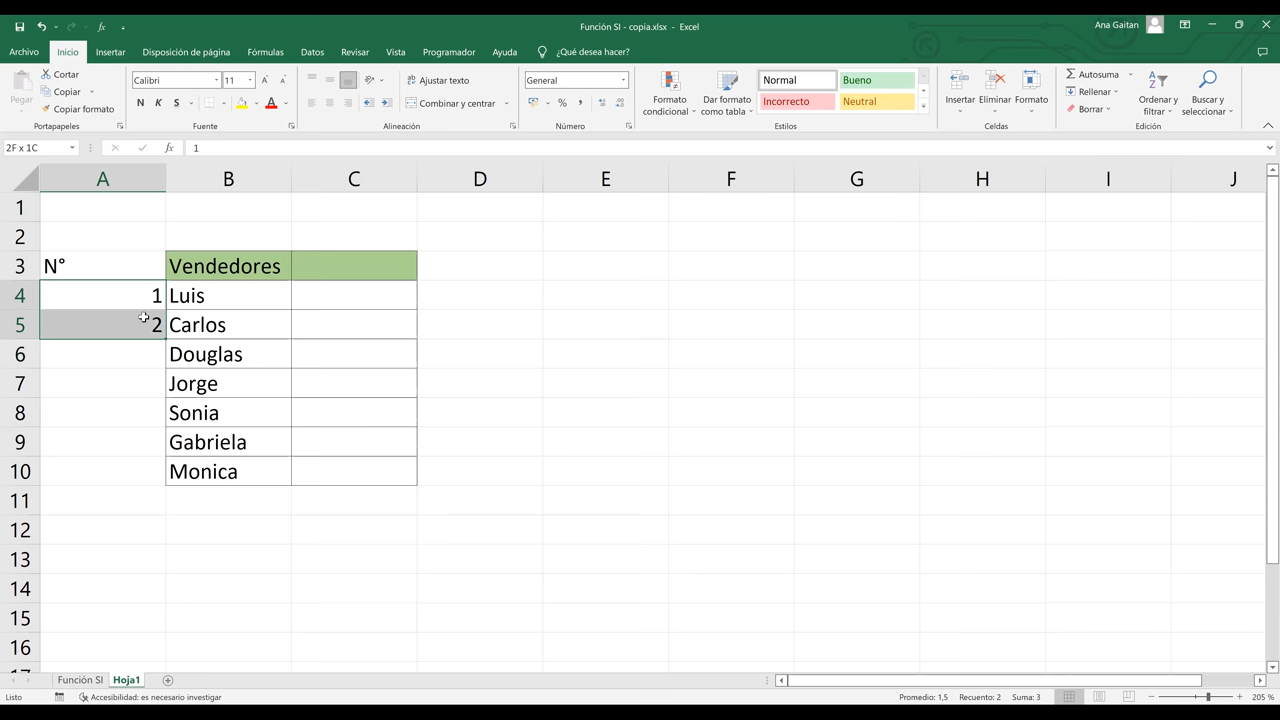 Función SI - copia.xlsx - Excel
Ana Gaitan
Archivo Inicio Insertar Disposición de página Fórmulas Datos Revisar Vista Programador Ayuda ¿Qué desea hacer?
Pegar
Cortar
Copiar
Copiar formato
Portapapeles
Calibri 11
N K S
Fuente
Ajustar texto
Combinar y centrar
Alineación
General
% 000
Número
Formato condicional
Dar formato como tabla
Normal Bueno
Incorrecto Neutral
Estilos
Insertar Eliminar Formato
Celdas
Autosuma
Rellenar
Borrar
Ordenar y filtrar
Buscar y seleccionar
Edición
2F x 1C fx 1
A B C D E F G H I J
1
2
3 N° Vendedores
4 1 Luis
5 2 Carlos
6 Douglas
7 Jorge
8 Sonia
9 Gabriela
10 Monica
11
12
13
14
15
16
17
Función SI Hoja1
Listo Accesibilidad: es necesario investigar Promedio: 1,5 Recuento: 2 Suma: 3 205 %